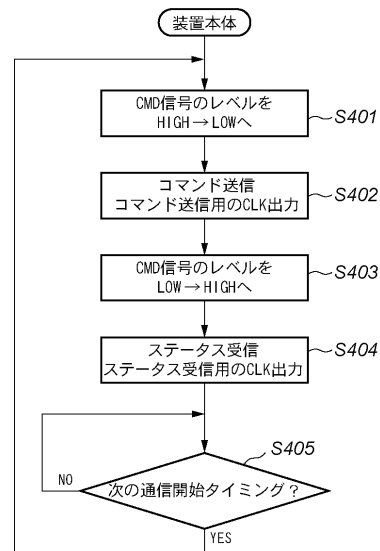 装置本体
CMD信号のレベルを
HIGH→LOWへ
S401
コマンド送信
コマンド送信用のCLK出力
S402
CMD信号のレベルを
LOW→HIGHへ
S403
ステータス受信
ステータス受信用のCLK出力
S404
S405
次の通信開始タイミング?
NO
YES